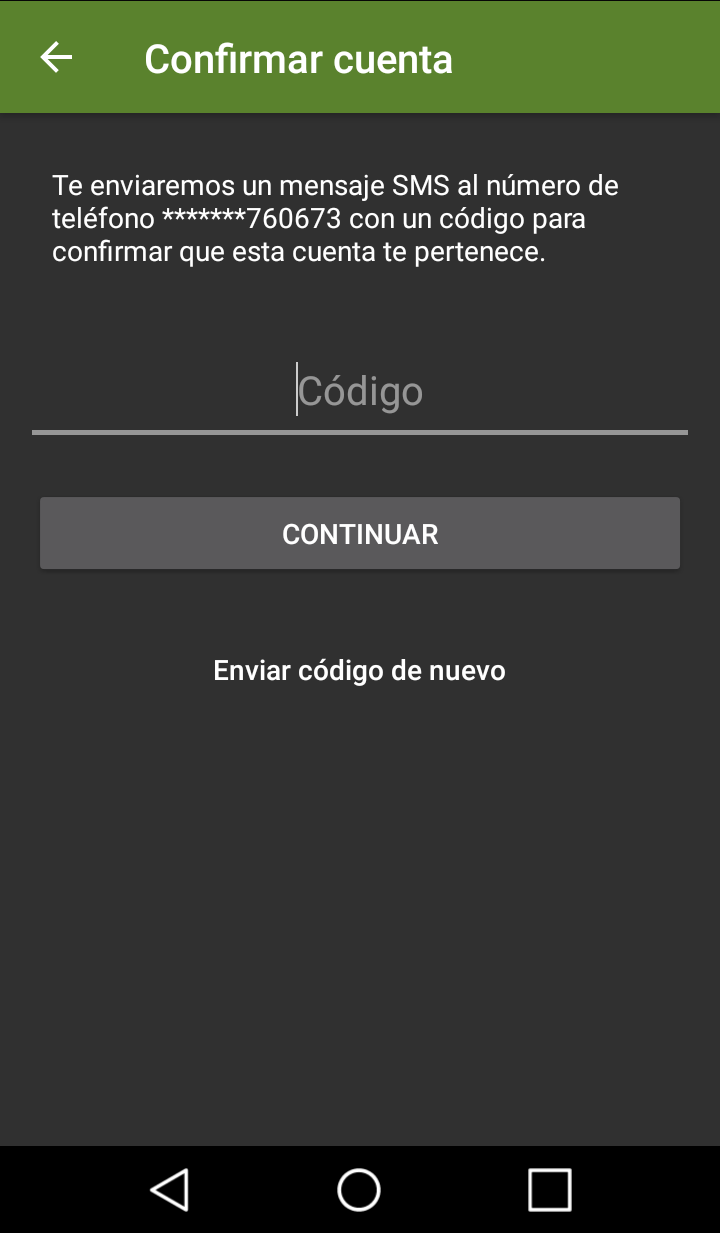 Confirmar cuenta
Te enviaremos un mensaje SMS al número de
teléfono *******760673 con un código para
confirmar que esta cuenta te pertenece.
Código
CONTINUAR
Enviar código de nuevo